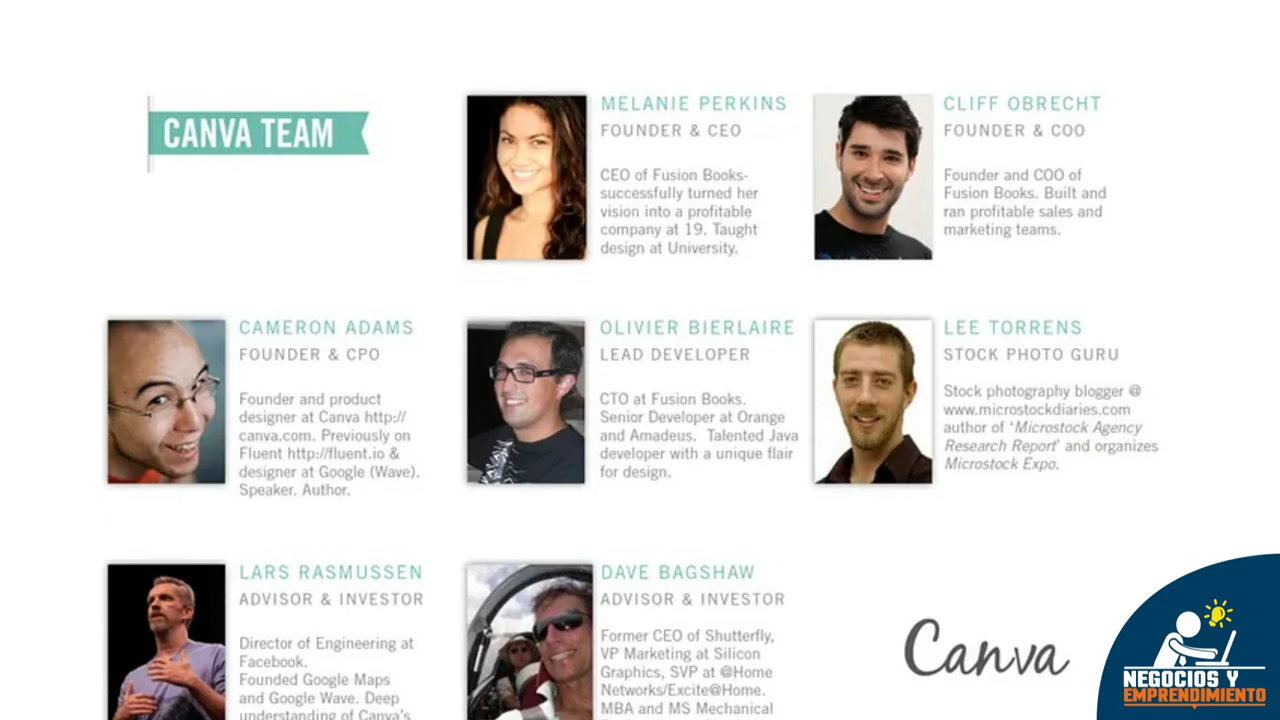 CANVA TEAM
MELANIE PERKINS
FOUNDER & CEO
CEO of Fusion Books-
successfully turned her
vision into a profitable
company at 19. Taught
design at University.
CLIFF OBRECHT
FOUNDER & COO
Founder and COO of
Fusion Books. Built and
ran profitable sales and
marketing teams.
CAMERON ADAMS
FOUNDER & CPO
Founder and product
designer at Canva http://
canva.com. Previously on
Fluent http://fluent.io &
designer at Google (Wave).
Speaker. Author.
OLIVIER BIERLAIRE
LEAD DEVELOPER
CTO at Fusion Books.
Senior Developer at Orange
and Amadeus. Talented Java
developer with a unique flair
for design.
LEE TORRENS
STOCK PHOTO GURU
Stock photography blogger @
www.microstockdiaries.com
author of ‘Microstock Agency
Research Report’ and organizes
Microstock Expo.
LARS RASMUSSEN
ADVISOR & INVESTOR
Director of Engineering at
Facebook.
Founded Google Maps
and Google Wave. Deep
understanding of Canva's
DAVE BAGSHAW
ADVISOR & INVESTOR
Former CEO of Shutterfly,
VP Marketing at Silicon
Graphics, SVP at @Home
Networks/Excite@Home.
MBA and MS Mechanical
Canva
NEGOCIOS Y
EMPRENDIMIENTO